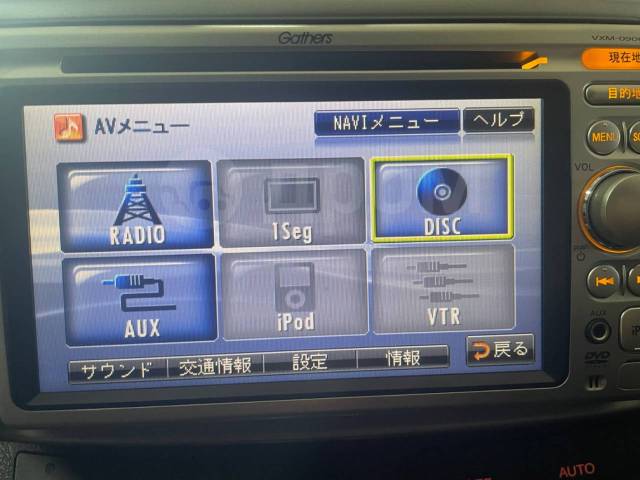 Gathers
現在地
目的地
AVメニュー
NAVIメニュー
ヘルプ
MENU
VOL
RADIO
1Seg
DISC
AUX
iPod
VTR
サウンド
交通情報
設定
情報
戻る
AUX
DVD
AUTO